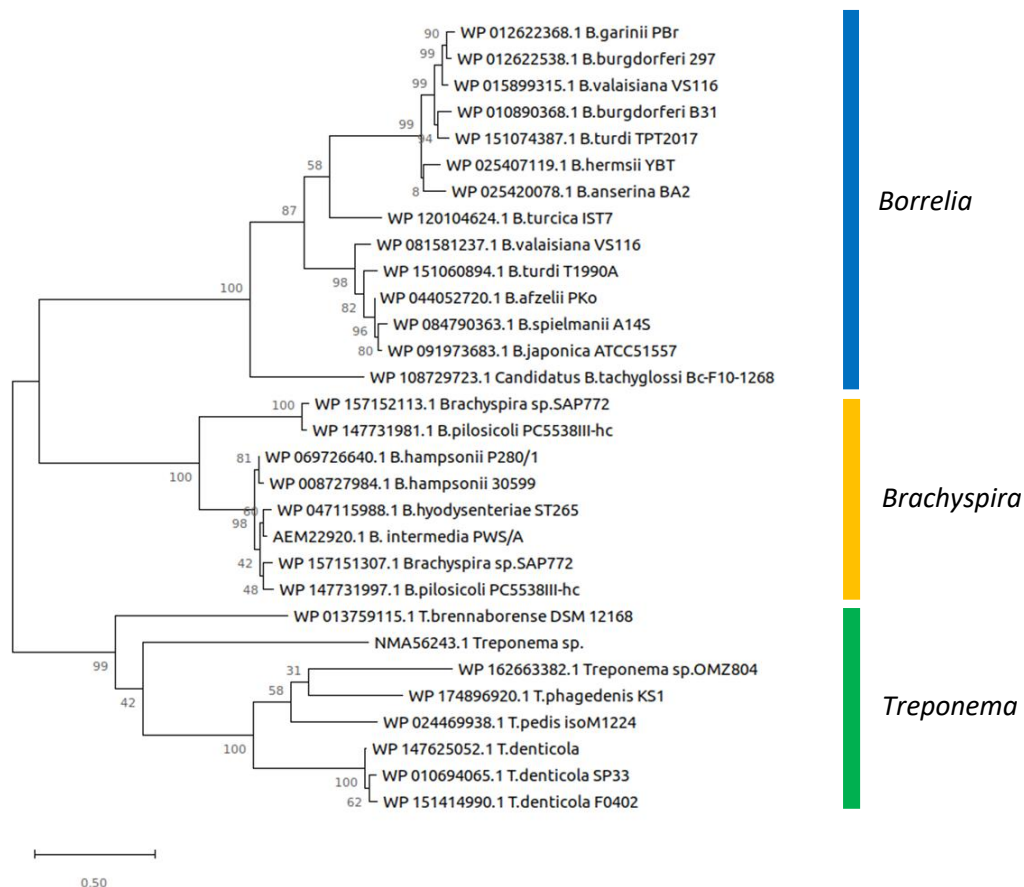 90
WP 012622368.1 B.garinii PBr
99
WP 012622538.1 B.burgdorferi 297
99
WP 015899315.1 B.valaisiana VS116
WP 010890368.1 B.burgdorferi B31
99
94
WP 151074387.1 B.turdi TPT2017
58
WP 025407119.1 B.hermsii YBT
8
WP 025420078.1 B.anserina BA2
Borrelia
87
WP 120104624.1 B.turcica IST7
WP 081581237.1 B.valaisiana VS116
98
WP 151060894.1 B.turdi T1990A
100
WP 044052720.1 B.afzelii PKo
82
WP 084790363.1 B.spielmanii A14S
96
80
WP 091973683.1 B.japonica ATCC51557
WP 108729723.1 Candidatus B.tachyglossi Bc-F10-1268
100
WP 157152113.1 Brachyspira sp.SAP772
WP 147731981.1 B.pilosicoli PC5538III-hc
81
WP 069726640.1 B.hampsonii P280/1
100
WP 008727984.1 B.hampsonii 30599
Brachyspira
60
WP 047115988.1 B.hyodysenteriae ST265
98
AEM22920.1 B. intermedia PWS/A
42
WP 157151307.1 Brachyspira sp.SAP772
48
WP 147731997.1 B.pilosicoli PC5538III-hc
WP 013759115.1 T.brennaborense DSM 12168
NMA56243.1 Treponema sp.
99
31
WP 162663382.1 Treponema sp.OMZ804
58
WP 174896920.1 T.phagedenis KS1
42
Treponema
WP 024469938.1 T.pedis isoM1224
100
WP 147625052.1 T.denticola
100
WP 010694065.1 T.denticola SP33
62
WP 151414990.1 T.denticola F0402
0.50